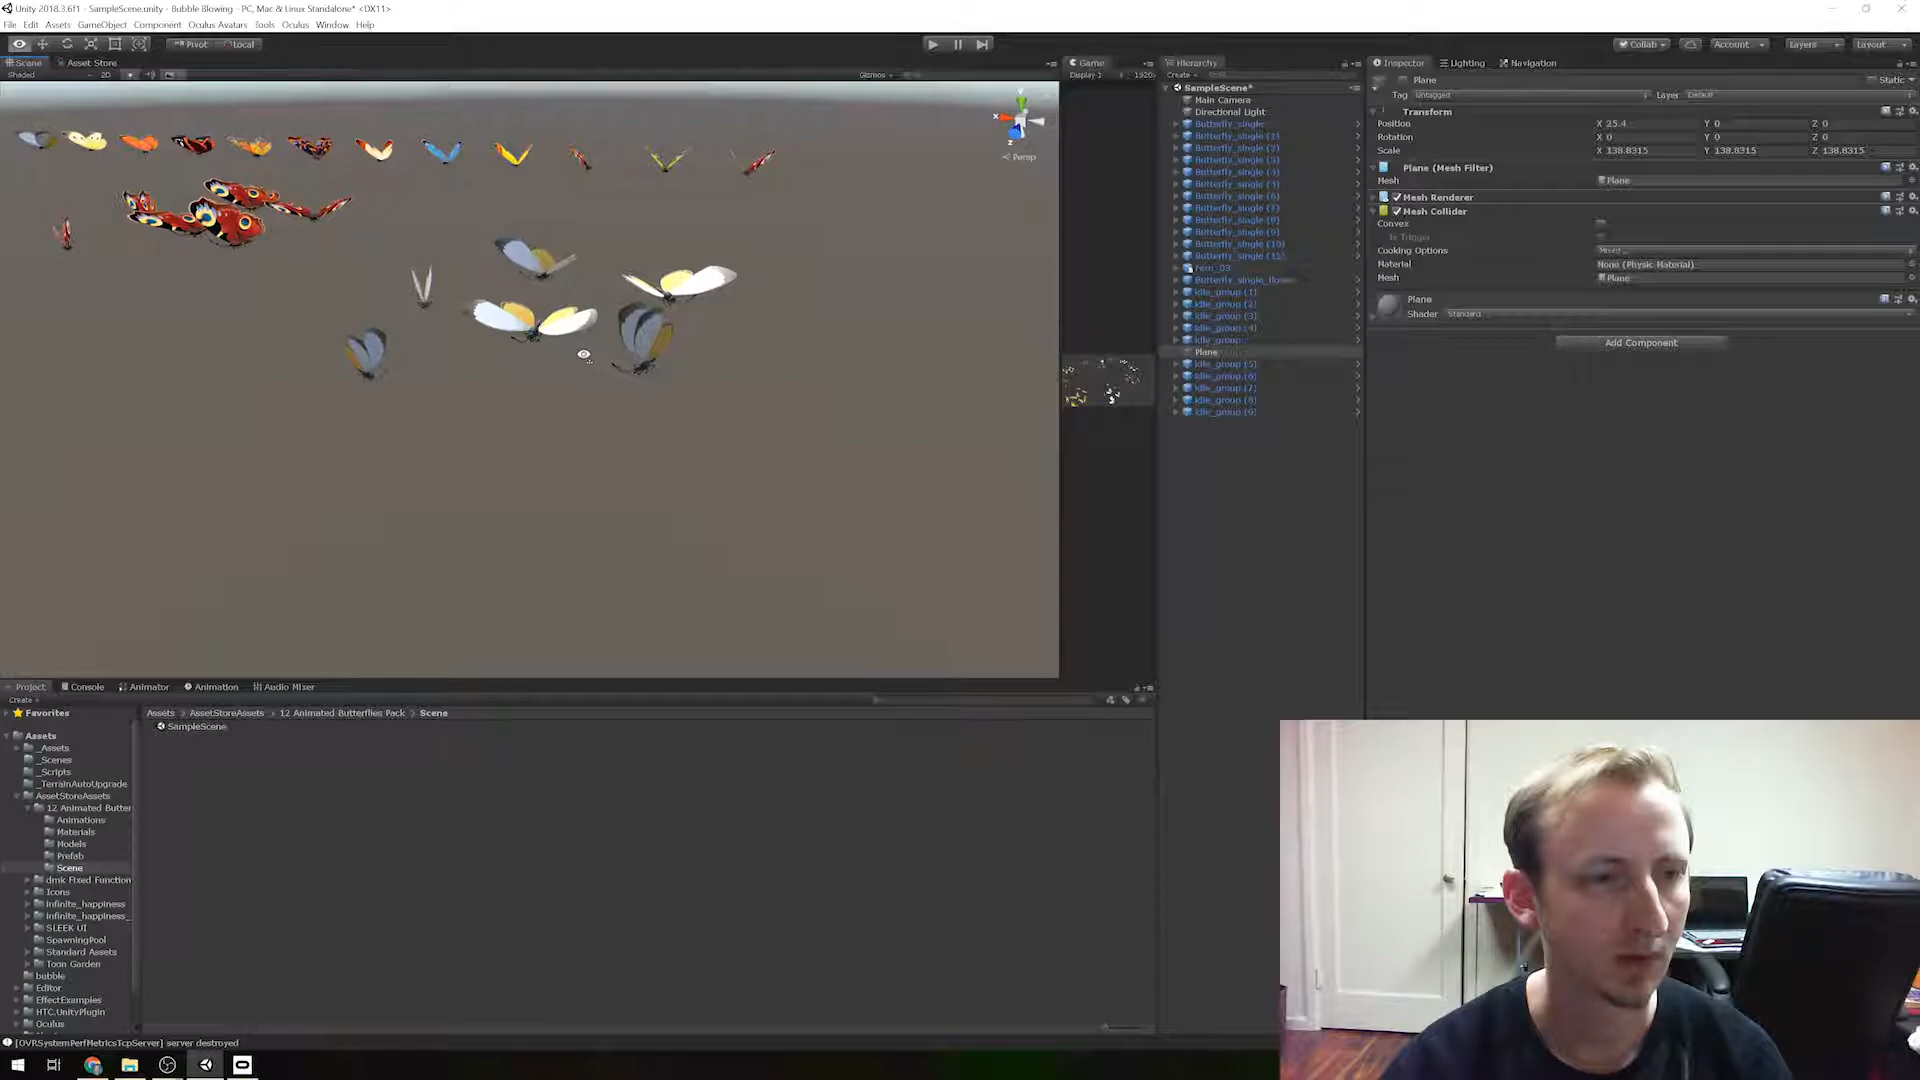 Unity 2018.3.6f1 - SampleScene.unity - Bubble Blowing - PC, Mac & Linux Standalone* <DX11>
File Edit Assets GameObject Component Oculus Avatars Tools Oculus Window Help
Pivot Local
Collab Account Layers Layout
Scene Asset Store
Shaded 2D Gizmos
x
z
Persp
Game
Display 1 1920
Hierarchy
Create
SampleScene*
Main Camera
Directional Light
Butterfly_single
Butterfly_single (1)
Butterfly_single (2)
Butterfly_single (3)
Butterfly_single (4)
Butterfly_single (8)
Butterfly_single (9)
Butterfly_single (10)
Butterfly_single (11)
Fern_03
Idle_group (1)
Idle_group (2)
Idle_group (3)
Idle_group (4)
Idle_group
Plane
Idle_group (5)
Idle_group (6)
Idle_group (7)
Idle_group (8)
Idle_group (9)
Inspector Lighting Navigation
Plane Static
Tag Untagged Layer Default
Transform
Position X 25.4 Y 0 Z 0
Rotation X 0 Y 0 Z 0
Scale X 138.8315 Y 138.8315 Z 138.8315
Plane (Mesh Filter)
Mesh Plane
Mesh Renderer
Mesh Collider
Convex
Is Trigger
Cooking Options Mixed ...
Material None (Physic Material)
Mesh Plane
Plane
Shader Standard
Add Component
Project Console Animator Animation Audio Mixer
Create
Favorites
Assets > AssetStoreAssets > 12 Animated Butterflies Pack > Scene
SampleScene
Assets
_Assets
_Scenes
_Scripts
_TerrainAutoUpgrade
AssetStoreAssets
12 Animated Butter
Animations
Materials
Models
Prefab
Scene
dmk Fixed Function
Icons
infinite_happiness
infinite_happiness_
SLEEK UI
SpawningPool
Standard Assets
Toon Garden
bubble
Editor
EffectExamples
HTC.UnityPlugin
Oculus
[OVRSystemPerfMetricsTcpServer] server destroyed